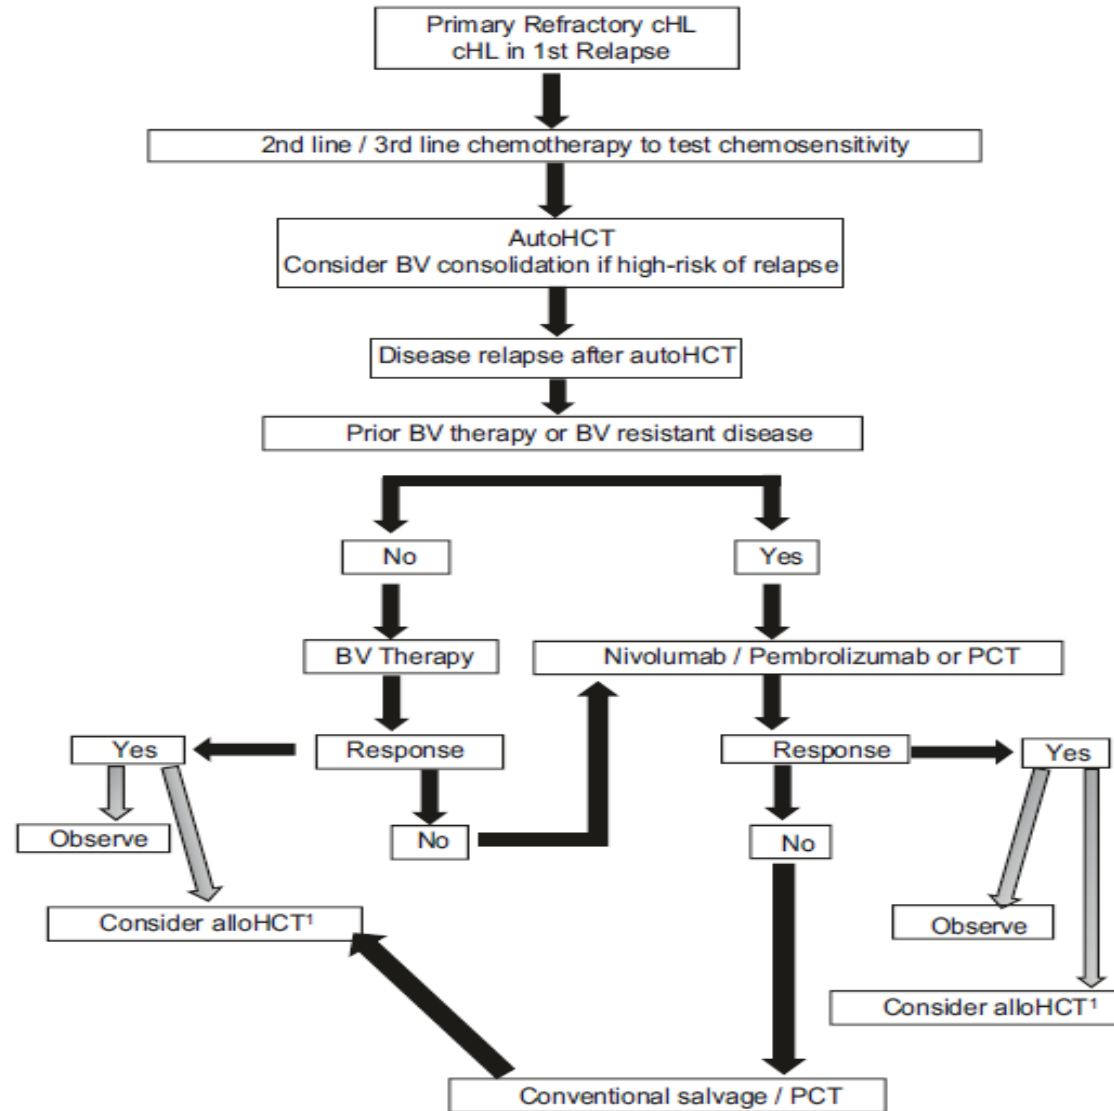 Primary Refractory cHL
cHL in 1st Relapse
2nd line / 3rd line chemotherapy to test chemosensitivity
AutoHCT
Consider BV consolidation if high-risk of relapse
Disease relapse after autoHCT
Prior BV therapy or BV resistant disease
No
Yes
BV Therapy
Nivolumab / Pembrolizumab or PCT
Yes
Response
Response
Yes
Observe
No
No
Consider alloHCT¹
Observe
Consider alloHCT¹
Conventional salvage / PCT